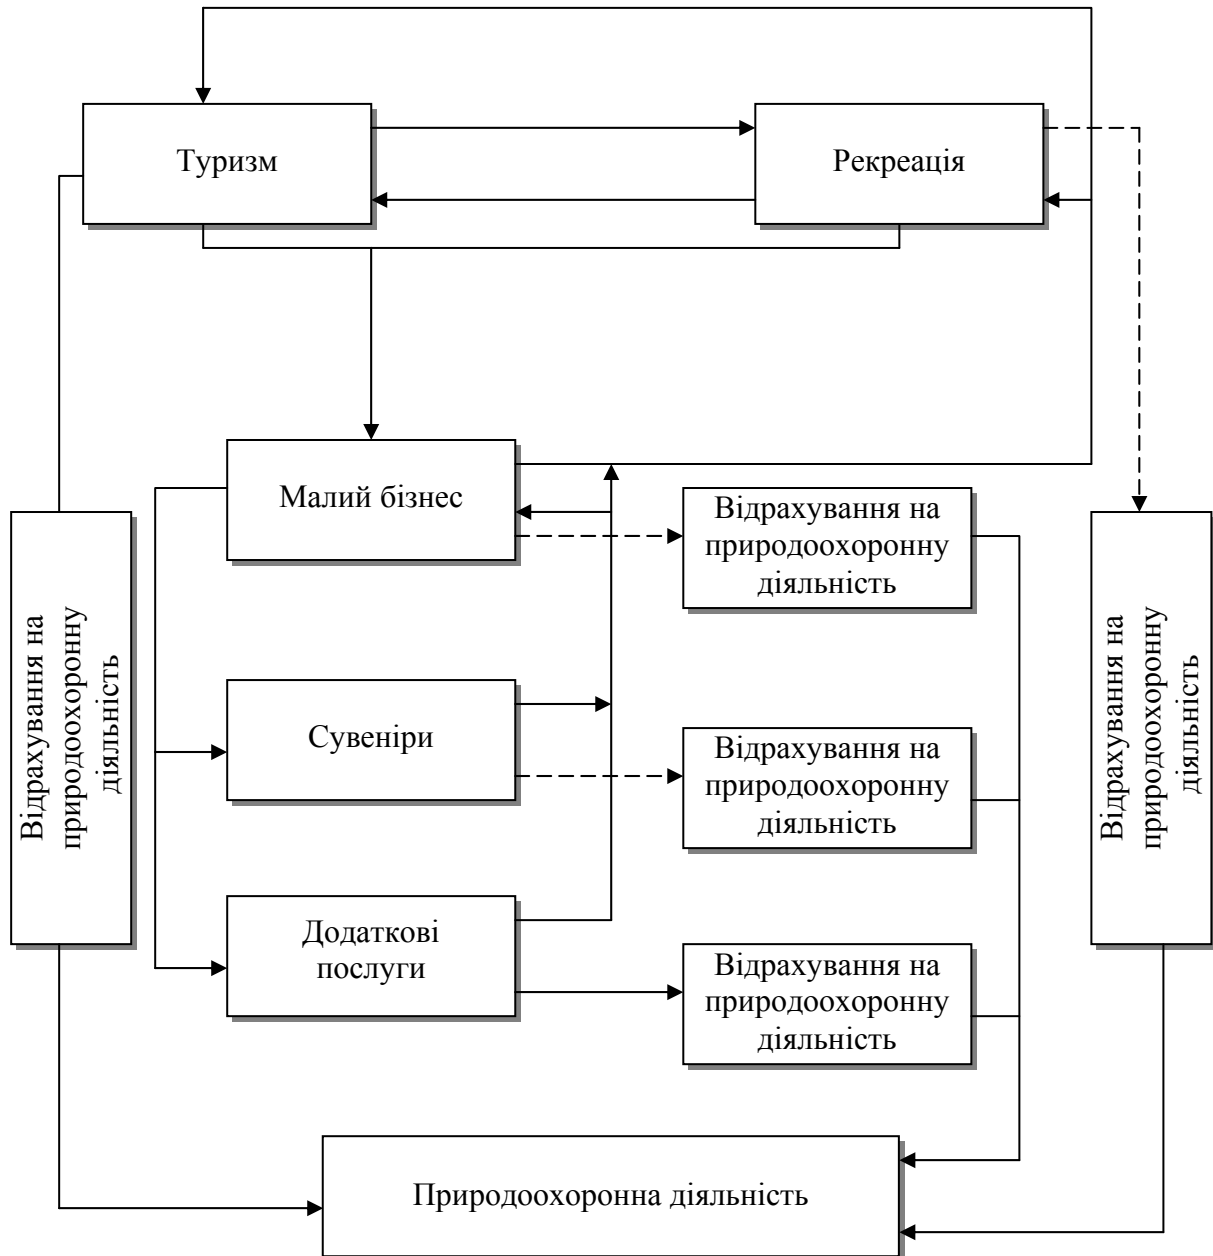 Туризм
Рекреація
Малий бізнес
Відрахування на
природоохоронну
діяльність
Відрахування на
природоохоронну
діяльність
Відрахування на
природоохоронну
діяльність
Сувеніри
Відрахування на
природоохоронну
діяльність
Додаткові
послуги
Відрахування на
природоохоронну
діяльність
Природоохоронна діяльність